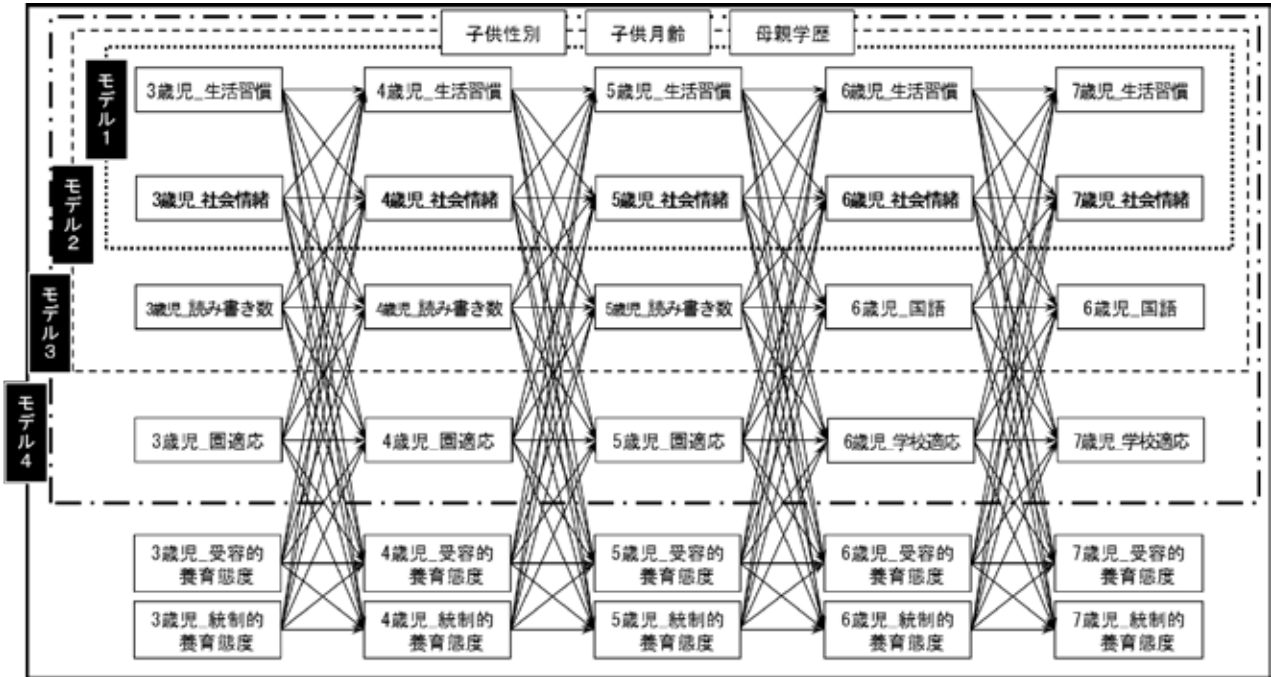 子供性別 子供月齢 母親学歴
モデル1
3歳児_生活習慣 4歳児_生活習慣 5歳児_生活習慣 6歳児_生活習慣 7歳児_生活習慣
モデル2
3歳児_社会情緒 4歳児_社会情緒 5歳児_社会情緒 6歳児_社会情緒 7歳児_社会情緒
モデル3
3歳児_読み書き数 4歳児_読み書き数 5歳児_読み書き数 6歳児_国語 6歳児_国語
モデル4
3歳児_園適応 4歳児_園適応 5歳児_園適応 6歳児_学校適応 7歳児_学校適応
3歳児_受容的 4歳児_受容的 5歳児_受容的 6歳児_受容的 7歳児_受容的
養育態度 養育態度 養育態度 養育態度 養育態度
3歳児_統制的 4歳児_統制的 5歳児_統制的 6歳児_統制的 7歳児_統制的
養育態度 養育態度 養育態度 養育態度 養育態度